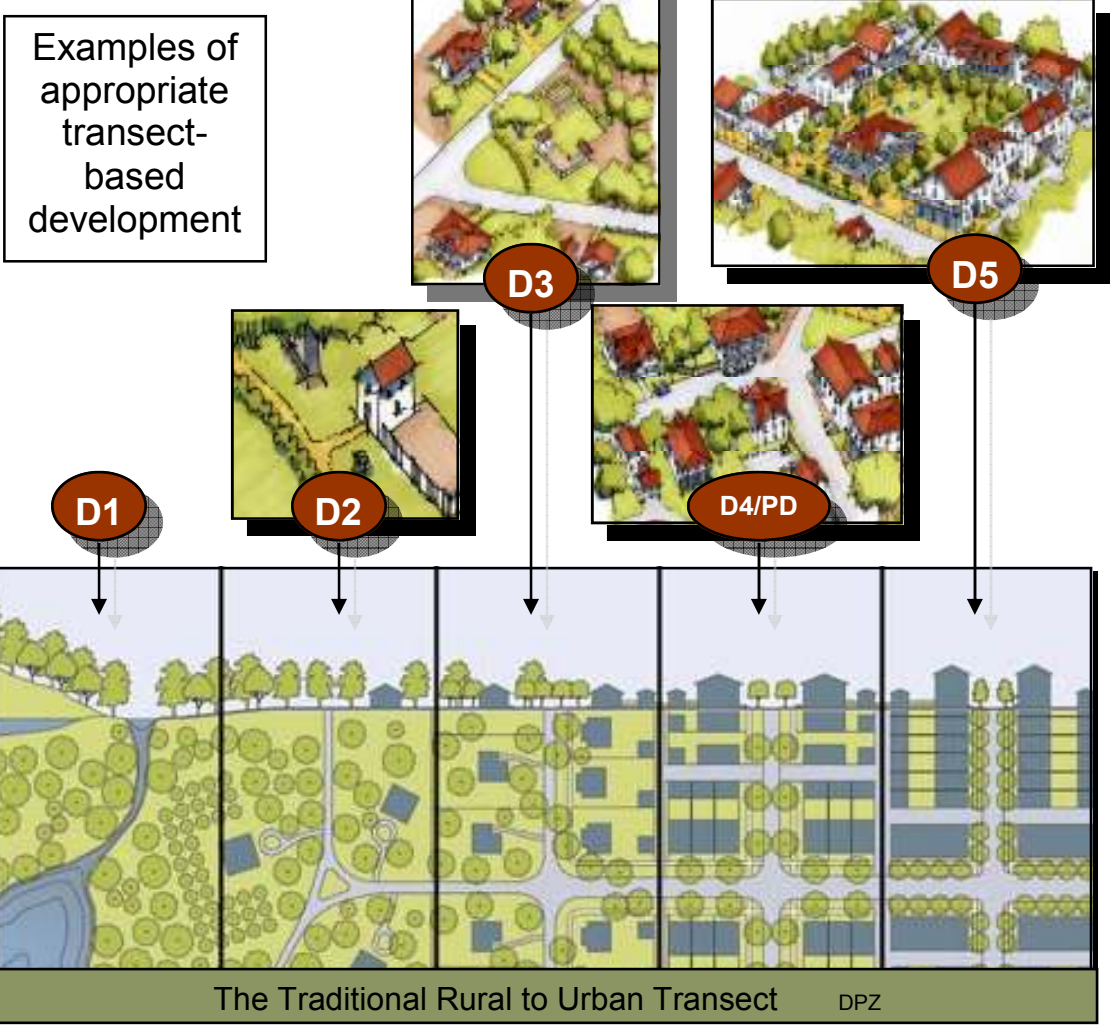 Examples of
appropriate
transect-
based
development
D3
D5
D1
D2
D4/PD
The Traditional Rural to Urban Transect DPZ